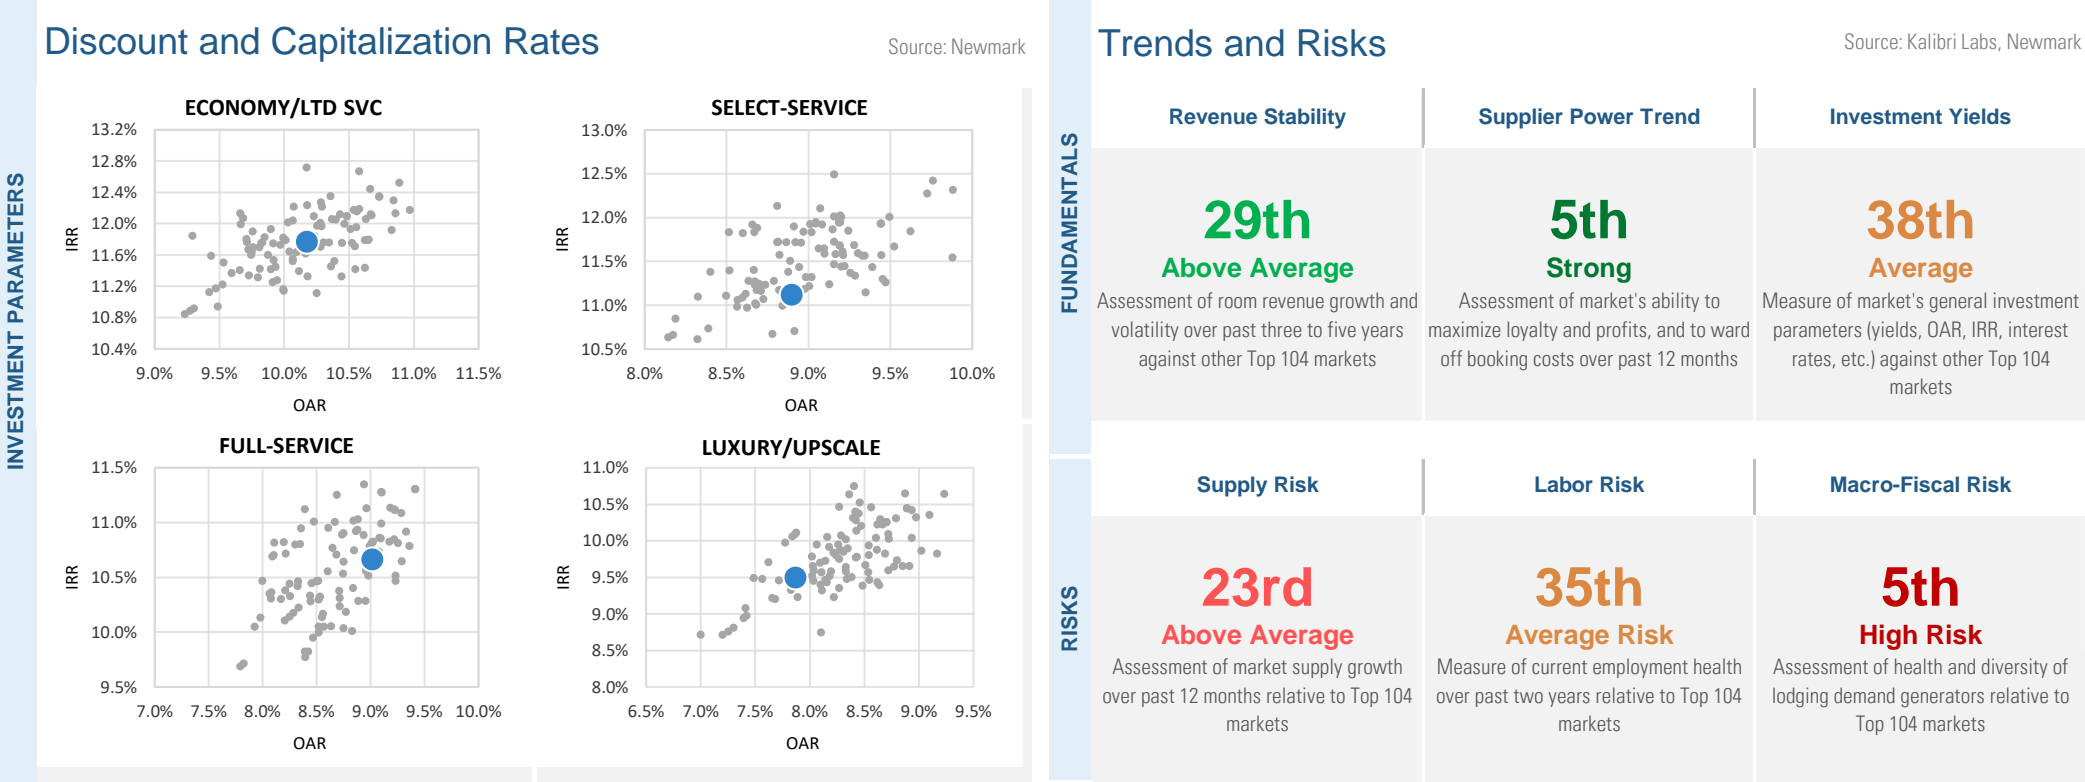 Discount and Capitalization Rates
Source: Newmark
INVESTMENT PARAMETERS
ECONOMY/LTD SVC
13.2%
12.8%
12.4%
12.0%
11.6%
11.2%
10.8%
10.4%
IRR
9.0% 9.5% 10.0% 10.5% 11.0% 11.5%
OAR
SELECT-SERVICE
13.0%
12.5%
12.0%
11.5%
11.0%
10.5%
IRR
8.0% 8.5% 9.0% 9.5% 10.0%
OAR
FULL-SERVICE
11.5%
11.0%
10.5%
10.0%
9.5%
IRR
7.0% 7.5% 8.0% 8.5% 9.0% 9.5% 10.0%
OAR
LUXURY/UPSCALE
11.0%
10.5%
10.0%
9.5%
9.0%
8.5%
8.0%
IRR
6.5% 7.0% 7.5% 8.0% 8.5% 9.0% 9.5%
OAR
Trends and Risks
Source: Kalibri Labs, Newmark
FUNDAMENTALS
Revenue Stability
29th
Above Average
Assessment of room revenue growth and
volatility over past three to five years
against other Top 104 markets
Supplier Power Trend
5th
Strong
Assessment of market's ability to
maximize loyalty and profits, and to ward
off booking costs over past 12 months
Investment Yields
38th
Average
Measure of market's general investment
parameters (yields, OAR, IRR, interest
rates, etc.) against other Top 104
markets
RISKS
Supply Risk
23rd
Above Average
Assessment of market supply growth
over past 12 months relative to Top 104
markets
Labor Risk
35th
Average Risk
Measure of current employment health
over past two years relative to Top 104
markets
Macro-Fiscal Risk
5th
High Risk
Assessment of health and diversity of
lodging demand generators relative to
Top 104 markets